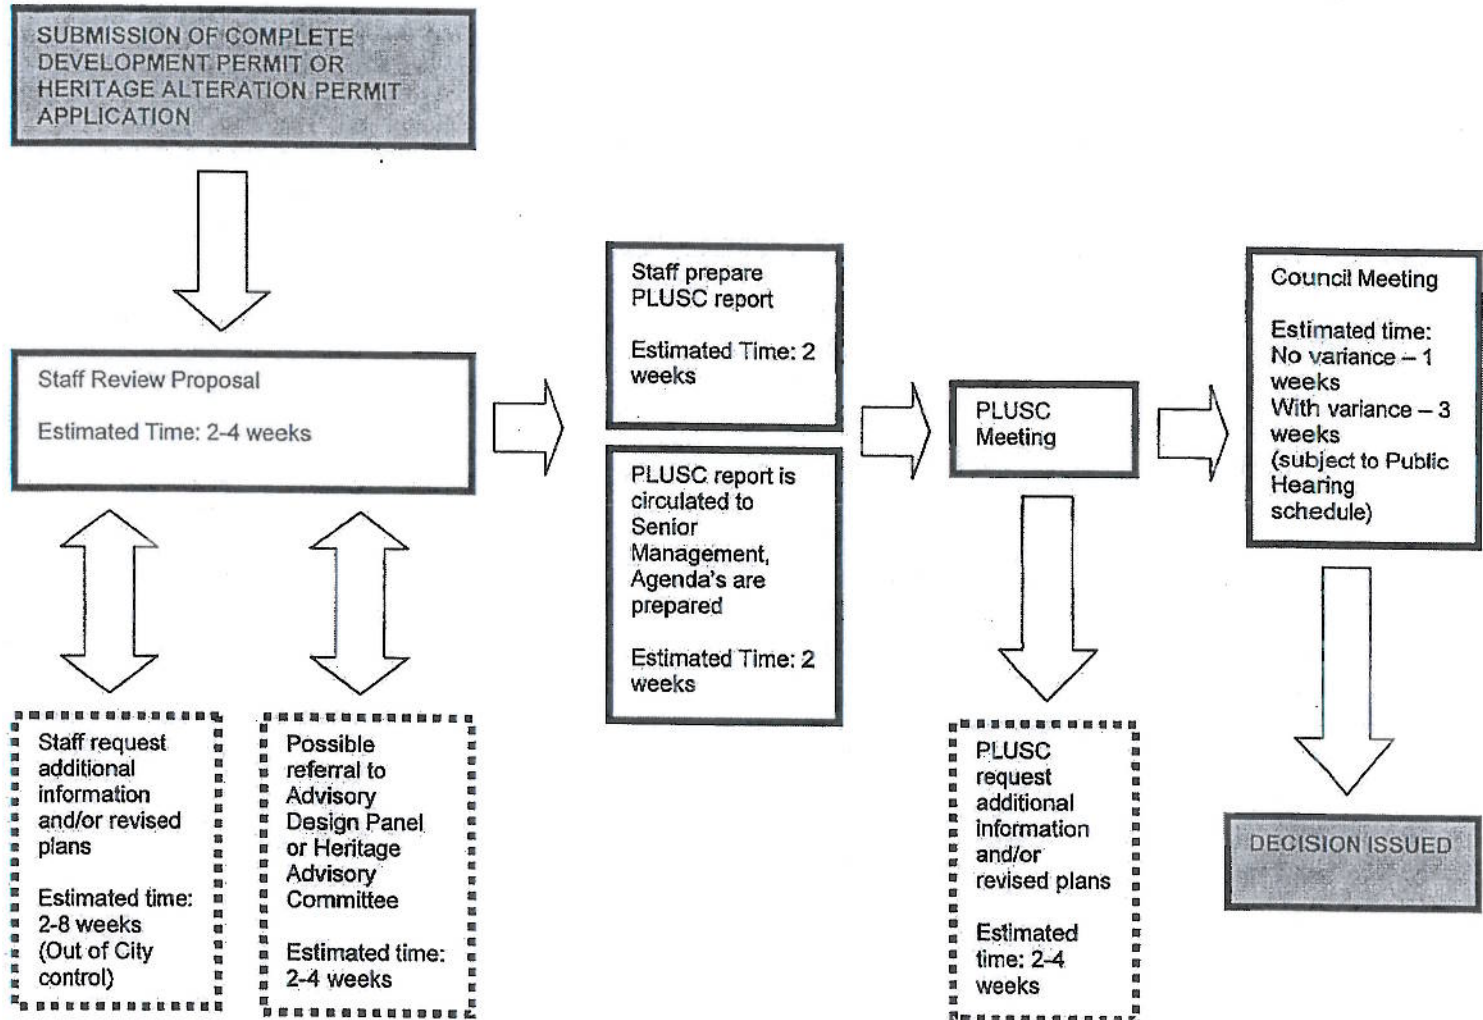 SUBMISSION OF COMPLETE
DEVELOPMENT PERMIT OR
HERITAGE ALTERATION PERMIT
APPLICATION
Staff Review Proposal
Estimated Time: 2-4 weeks
Staff request
additional
information
and/or revised
plans
Estimated time:
2-8 weeks
(Out of City
control)
Possible
referral to
Advisory
Design Panel
or Heritage
Advisory
Committee
Estimated time:
2-4 weeks
Staff prepare
PLUSC report
Estimated Time: 2
weeks
PLUSC report is
circulated to
Senior
Management,
Agenda's are
prepared
Estimated Time: 2
weeks
PLUSC
Meeting
PLUSC
request
additional
information
and/or
revised plans
Estimated
time: 2-4
weeks
Council Meeting
Estimated time:
No variance – 1
weeks
With variance – 3
weeks
(subject to Public
Hearing
schedule)
DECISION ISSUED